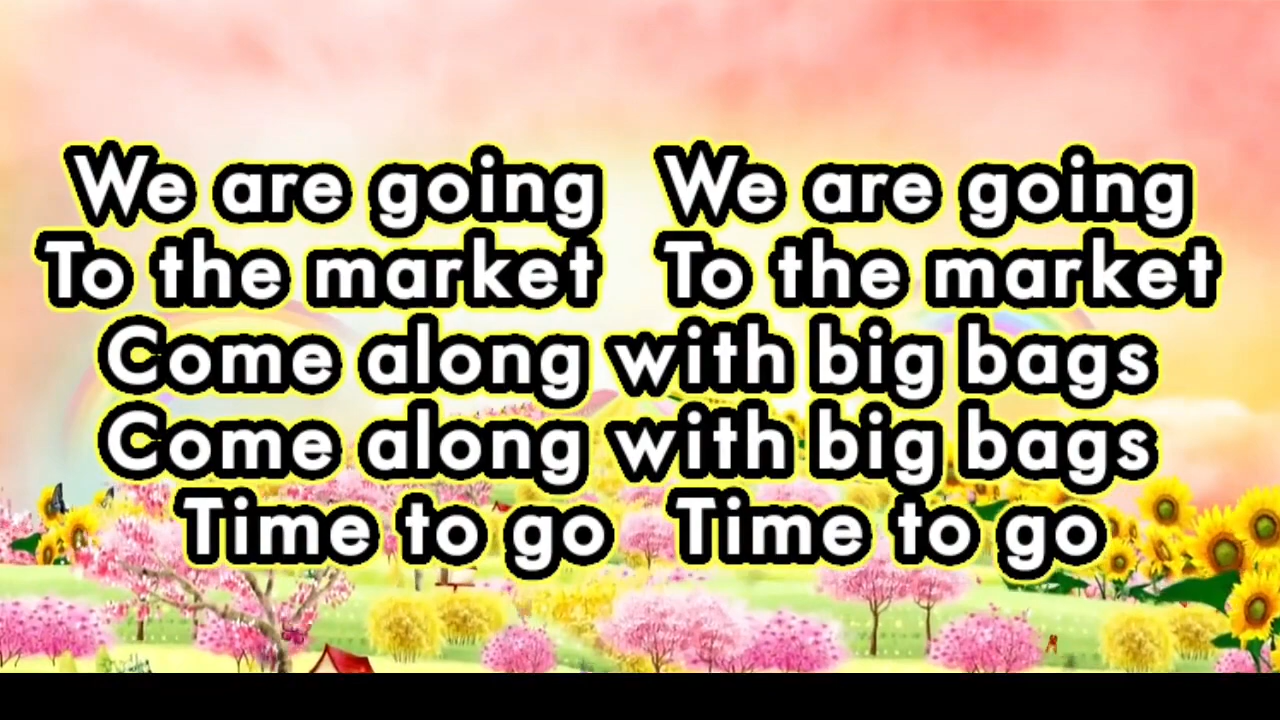 We are going We are going
To the market To the market
Come along with big bags
Come along with big bags
Time to go Time to go